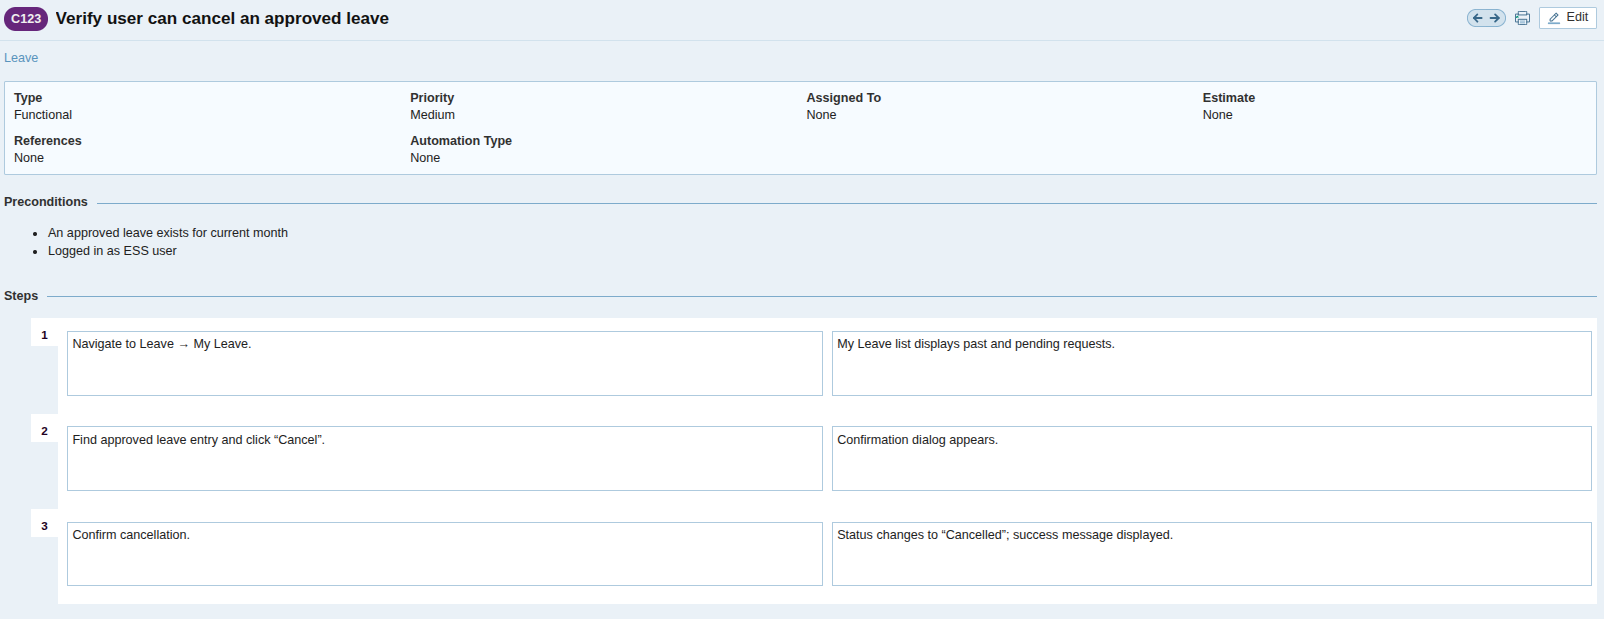 C123 Verify user can cancel an approved leave
Edit
Leave
Type Priority Assigned To Estimate
Functional Medium None None
References Automation Type
None None
Preconditions
• An approved leave exists for current month
• Logged in as ESS user
Steps
1
Navigate to Leave → My Leave. My Leave list displays past and pending requests.
2
Find approved leave entry and click “Cancel”. Confirmation dialog appears.
3
Confirm cancellation. Status changes to “Cancelled”; success message displayed.